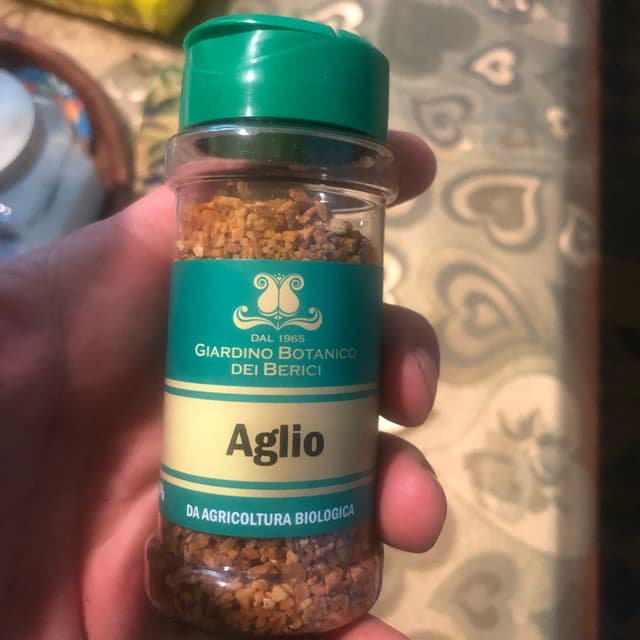 DAL 1965
GIARDINO BOTANICO
DEI BERICI
Aglio
DA AGRICOLTURA BIOLOGICA